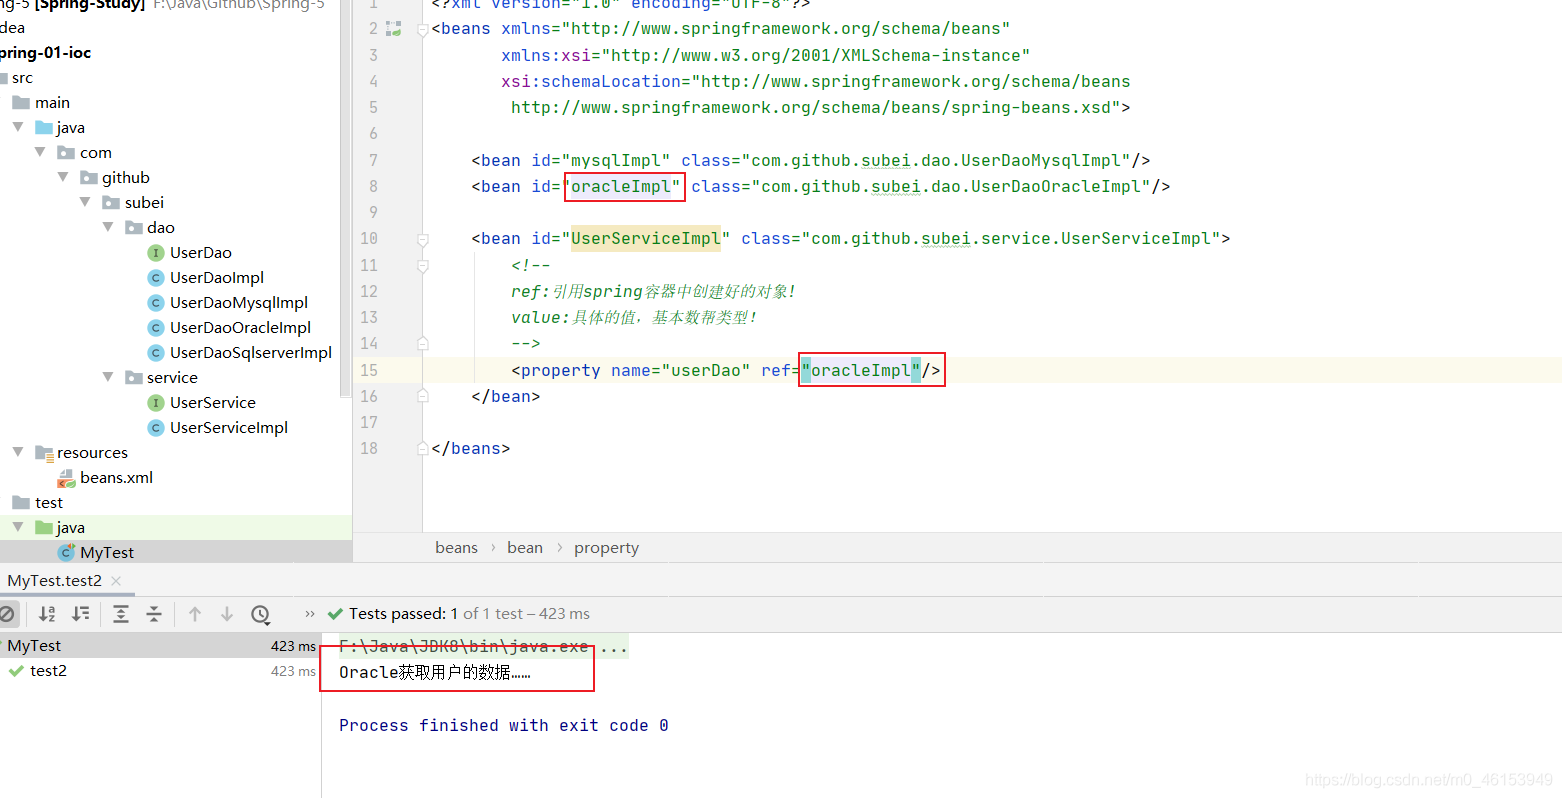 ng-5 [Spring-Study] F:\Java\Github\Spring-5
dea
pring-01-ioc
src
main
java
com
github
subei
dao
UserDao
UserDaoImpl
UserDaoMysqlImpl
UserDaoOracleImpl
UserDaoSqlserverImpl
service
UserService
UserServiceImpl
resources
beans.xml
test
java
MyTest
1 <?xml version="1.0" encoding="UTF-8"?>
2 <beans xmlns="http://www.springframework.org/schema/beans"
3 xmlns:xsi="http://www.w3.org/2001/XMLSchema-instance"
4 xsi:schemaLocation="http://www.springframework.org/schema/beans
5 http://www.springframework.org/schema/beans/spring-beans.xsd">
6
7 <bean id="mysqlImpl" class="com.github.subei.dao.UserDaoMysqlImpl"/>
8 <bean id="oracleImpl" class="com.github.subei.dao.UserDaoOracleImpl"/>
9
10 <bean id="UserServiceImpl" class="com.github.subei.service.UserServiceImpl">
11 <!--
12 ref:引用spring容器中创建好的对象!
13 value:具体的值，基本数帮类型!
14 -->
15 <property name="userDao" ref="oracleImpl"/>
16 </bean>
17
18 </beans>
beans › bean › property
MyTest.test2 ×
» Tests passed: 1 of 1 test – 423 ms
MyTest 423 ms
test2 423 ms
F:\Java\JDK8\bin\java.exe ...
Oracle获取用户的数据……
Process finished with exit code 0
https://blog.csdn.net/m0_46153949